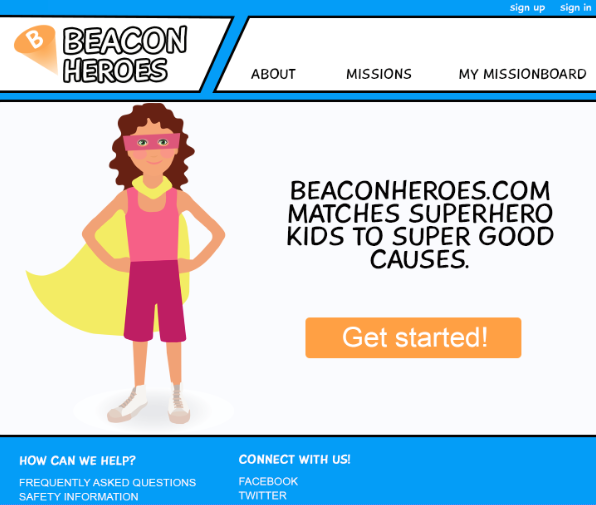 sign up sign in
B BEACON
HEROES
ABOUT MISSIONS MY MISSIONBOARD
BEACONHEROES.COM
MATCHES SUPERHERO
KIDS TO SUPER GOOD
CAUSES.
Get started!
HOW CAN WE HELP?
FREQUENTLY ASKED QUESTIONS
SAFETY INFORMATION
CONNECT WITH US!
FACEBOOK
TWITTER